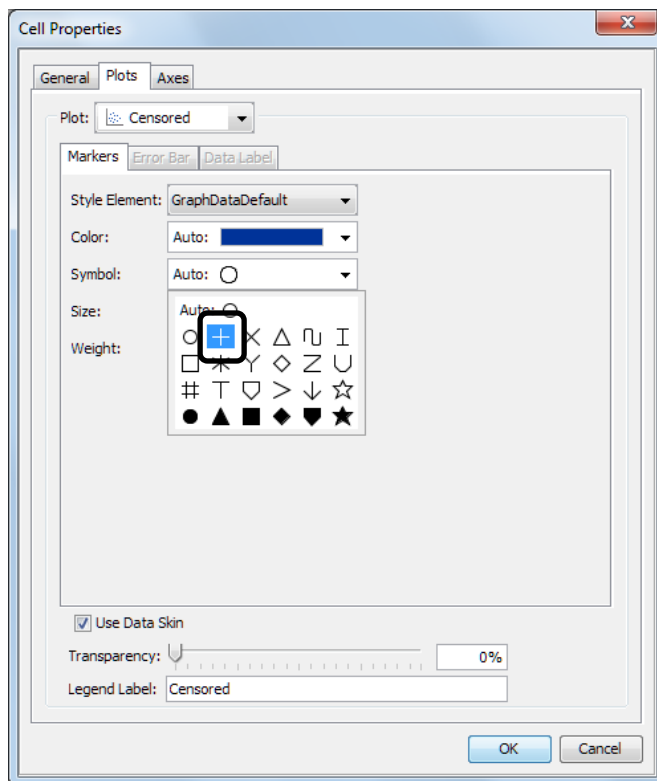 Cell Properties
General Plots Axes
Plot: Censored
Markers Error Bar Data Label
Style Element: GraphDataDefault
Color: Auto:
Symbol: Auto:
Size: Auto:
Weight:
Use Data Skin
Transparency: 0%
Legend Label: Censored
OK Cancel